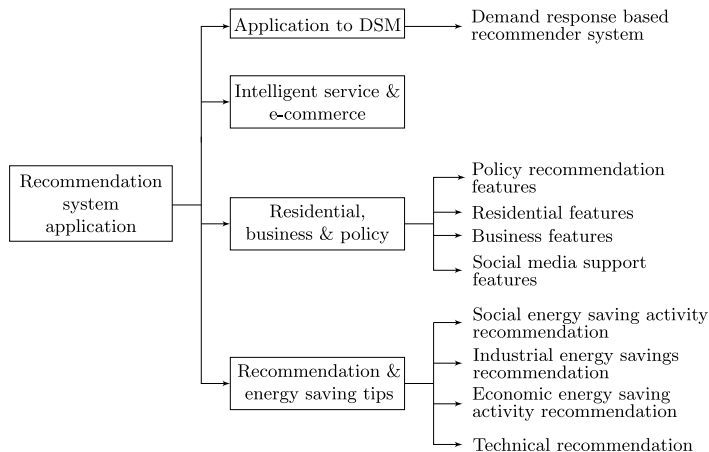 Recommendation
system
application
Application to DSM
Demand response based
recommender system
Intelligent service &
e-commerce
Residential,
business & policy
Policy recommendation
features
Residential features
Business features
Social media support
features
Recommendation &
energy saving tips
Social energy saving activity
recommendation
Industrial energy savings
recommendation
Economic energy saving
activity recommendation
Technical recommendation